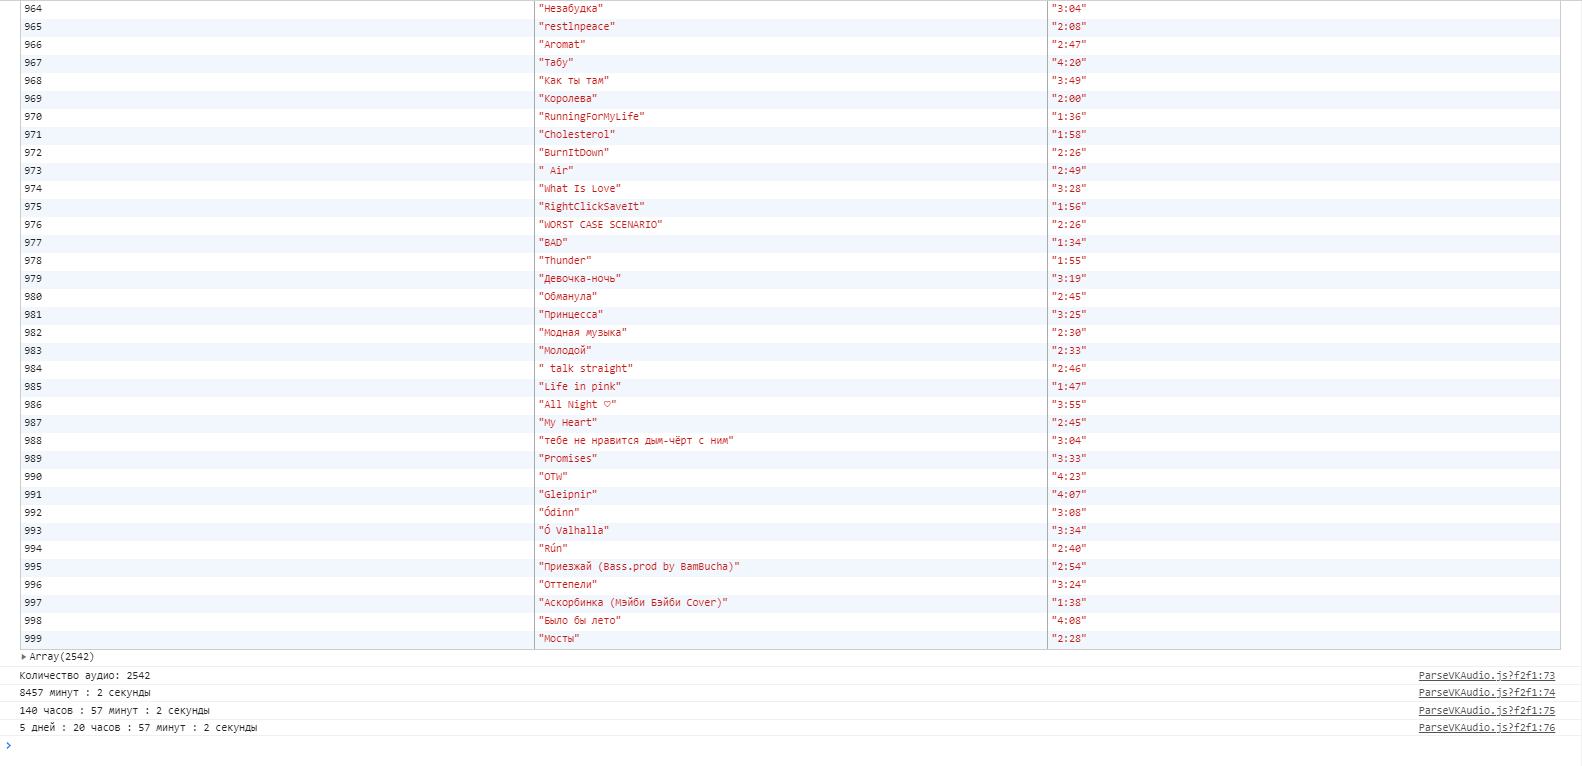 964 "Незабудка" "3:04"
965 "restlnpeace" "2:08"
966 "Aromat" "2:47"
967 "Табу" "4:20"
968 "Как ты там" "3:49"
969 "Королева" "2:00"
970 "RunningForMyLife" "1:36"
971 "Cholesterol" "1:58"
972 "BurnItDown" "2:26"
973 " Air" "2:49"
974 "What Is Love" "3:28"
975 "RightClickSaveIt" "1:56"
976 "WORST CASE SCENARIO" "2:26"
977 "BAD" "1:34"
978 "Thunder" "1:55"
979 "Девочка-ночь" "3:19"
980 "Обманула" "2:45"
981 "Принцесса" "3:25"
982 "Модная музыка" "2:30"
983 "Молодой" "2:33"
984 " talk straight" "2:46"
985 "Life in pink" "1:47"
986 "All Night ♡" "3:55"
987 "My Heart" "2:45"
988 "тебе не нравится дым-чёрт с ним" "3:04"
989 "Promises" "3:33"
990 "OTW" "4:23"
991 "Gleipnir" "4:07"
992 "Ódinn" "3:08"
993 "Ó Valhalla" "3:34"
994 "Rún" "2:40"
995 "Приезжай (Bass.prod by BamBucha)" "2:54"
996 "Оттепели" "3:24"
997 "Аскорбинка (Мэйби Бэйби Cover)" "1:38"
998 "Было бы лето" "4:08"
999 "Мосты" "2:28"
▶ Array(2542)
Количество аудио: 2542 ParseVKAudio.js?f2f1:73
8457 минут : 2 секунды ParseVKAudio.js?f2f1:74
140 часов : 57 минут : 2 секунды ParseVKAudio.js?f2f1:75
5 дней : 20 часов : 57 минут : 2 секунды ParseVKAudio.js?f2f1:76